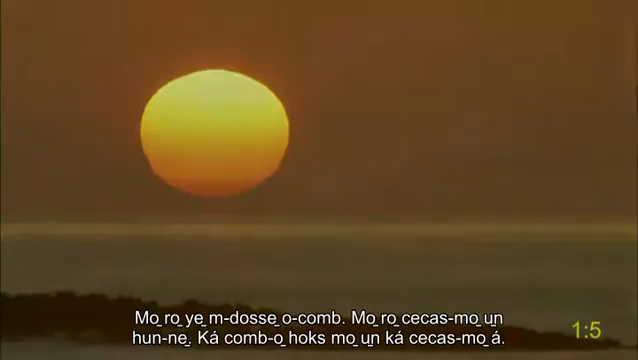 Mo̱ ro̱ ye̱ m-dosse̱ o-comb. Mo̱ ro̱ cecas-mo̱ u̱n
hun-ne̱. Ká comb-o̱ hoks mo̱ u̱n ká cecas-mo̱ á.
1:5